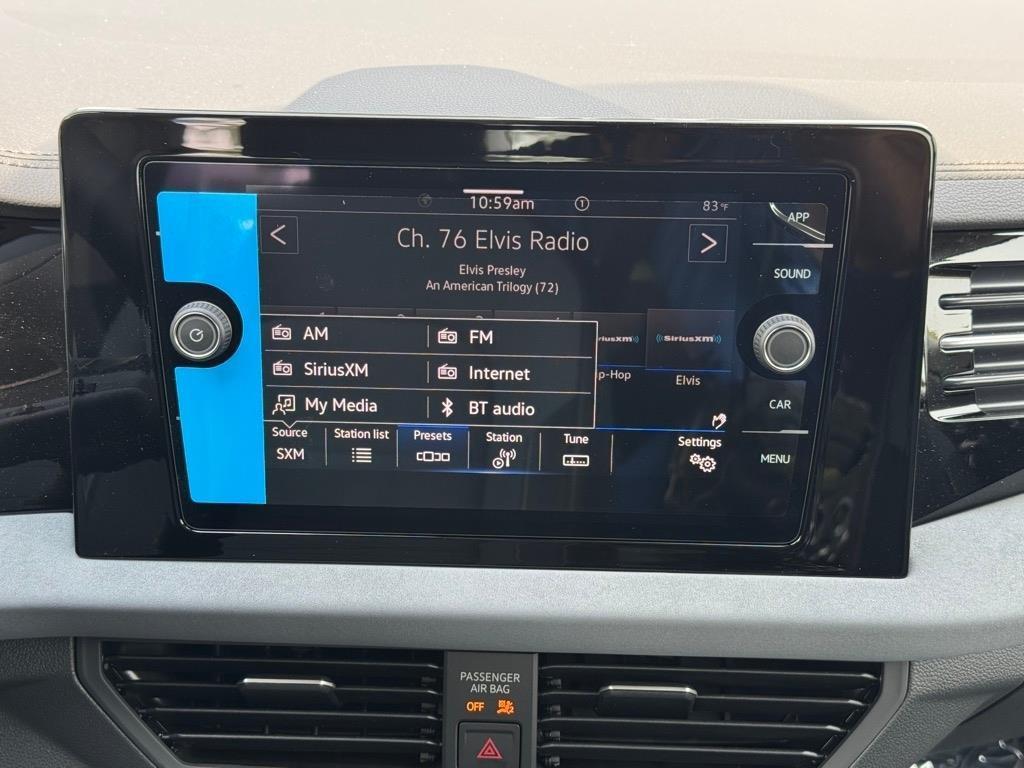 10:59am
1
83°F
APP
< Ch. 76 Elvis Radio >
SOUND
Elvis Presley
An American Trilogy (72)
AM
FM
SiriusXM
Internet
My Media
BT audio
SiriusXM
p-Hop
Elvis
CAR
Source
SXM
Station list
Presets
Station
Tune
Settings
MENU
PASSENGER
AIR BAG
OFF